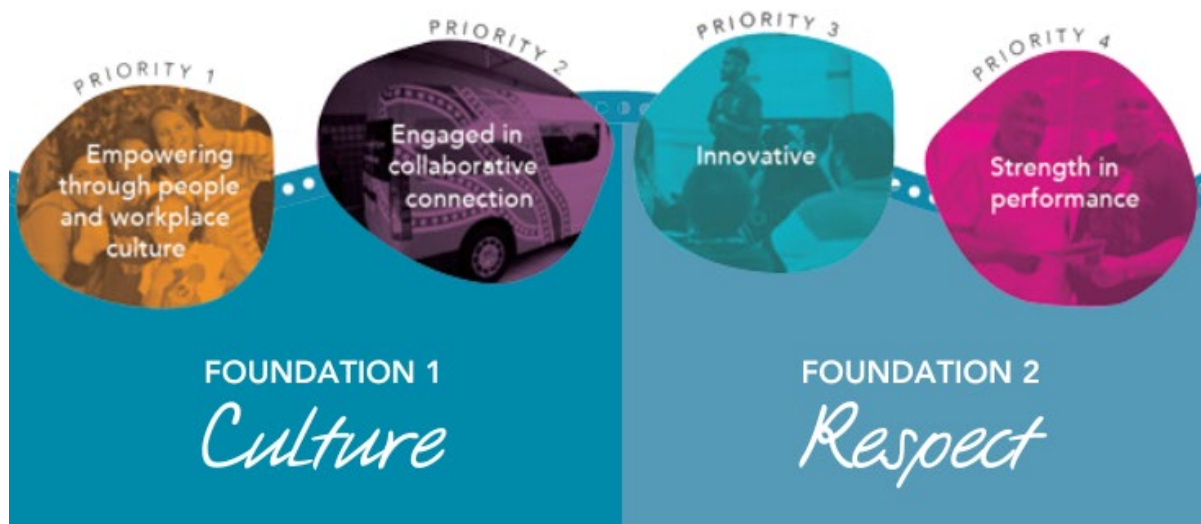 PRIORITY 1
Empowering
through people
and workplace
culture
PRIORITY 2
Engaged in
collaborative
connection
PRIORITY 3
Innovative
PRIORITY 4
Strength in
performance
FOUNDATION 1
Culture
FOUNDATION 2
Respect